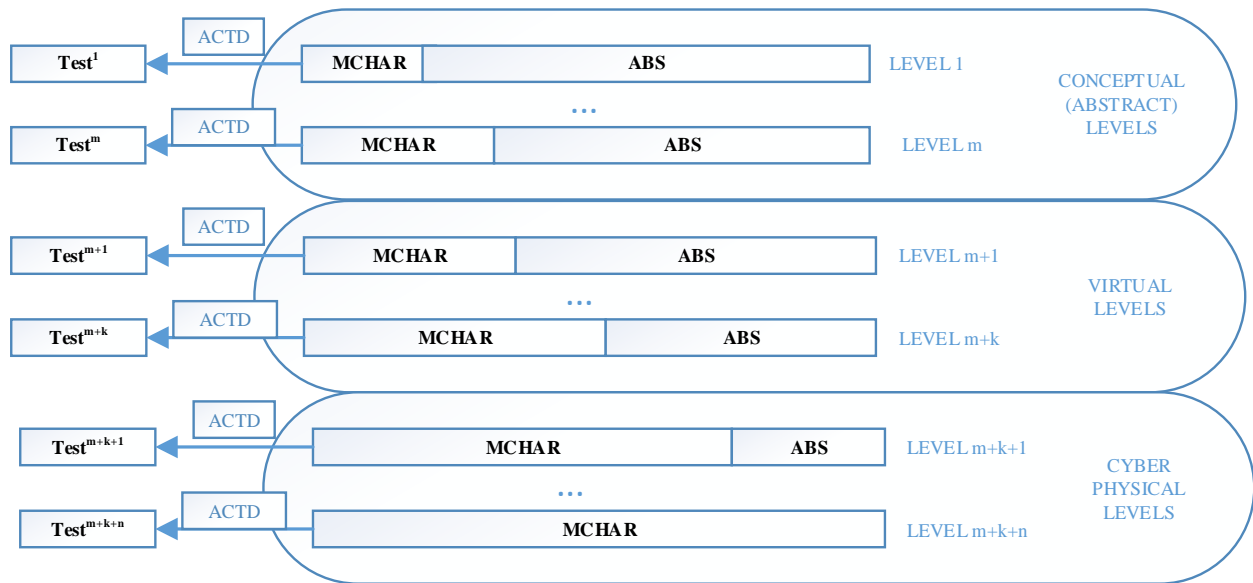 ACTD
Test¹ MCHAR ABS LEVEL 1
...
CONCEPTUAL
(ABSTRACT)
LEVELS
ACTD
Testᵐ MCHAR ABS LEVEL m
ACTD
Testᵐ⁺¹ MCHAR ABS LEVEL m+1
...
VIRTUAL
LEVELS
ACTD
Testᵐ⁺ᵏ MCHAR ABS LEVEL m+k
ACTD
Testᵐ⁺ᵏ⁺¹ MCHAR ABS LEVEL m+k+1
...
CYBER
PHYSICAL
LEVELS
ACTD
Testᵐ⁺ᵏ⁺ⁿ MCHAR LEVEL m+k+n